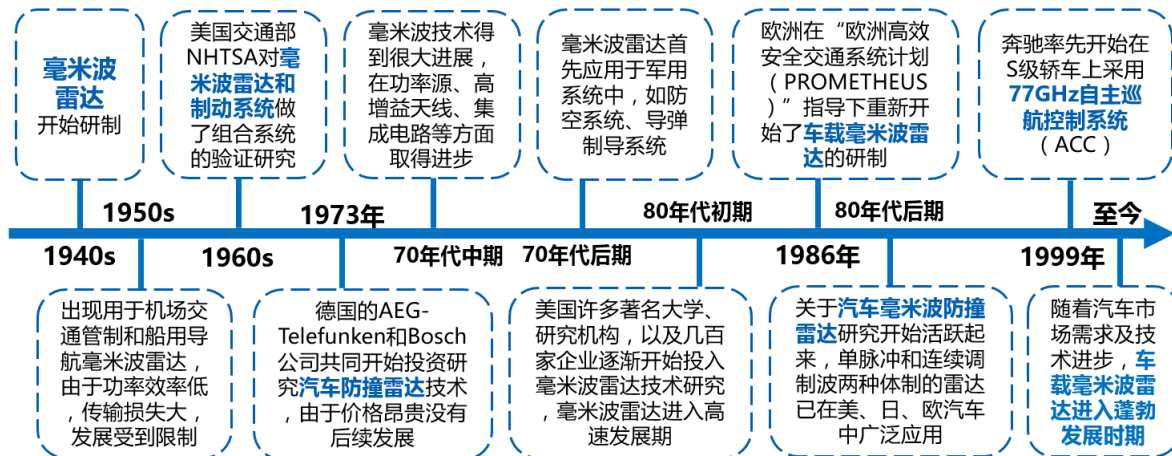 毫米波
雷达
开始研制
美国交通部
NHTSA对毫
米波雷达和
制动系统做
了组合系统
的验证研究
毫米波技术得
到很大进展，
在功率源、高
增益天线、集
成电路等方面
取得进步
毫米波雷达首
先应用于军用
系统中，如防
空系统、导弹
制导系统
欧洲在“欧洲高效
安全交通系统计划
（PROMETHEUS
）”指导下重新开
始了车载毫米波雷
达的研制
奔驰率先开始在
S级轿车上采用
77GHz自主巡
航控制系统
（ACC）
1950s
1973年
80年代初期
80年代后期
至今
1940s
1960s
70年代中期
70年代后期
1986年
1999年
出现用于机场交
通管制和船用导
航毫米波雷达，
由于功率效率低
，传输损失大，
发展受到限制
德国的AEG-
Telefunken和Bosch
公司共同开始投资研
究汽车防撞雷达技术
，由于价格昂贵没有
后续发展
美国许多著名大学、
研究机构，以及几百
家企业逐渐开始投入
毫米波雷达技术研究
，毫米波雷达进入高
速发展期
关于汽车毫米波防撞
雷达研究开始活跃起
来，单脉冲和连续调
制波两种体制的雷达
已在美、日、欧汽车
中广泛应用
随着汽车市
场需求及技
术进步，车
载毫米波雷
达进入蓬勃
发展时期